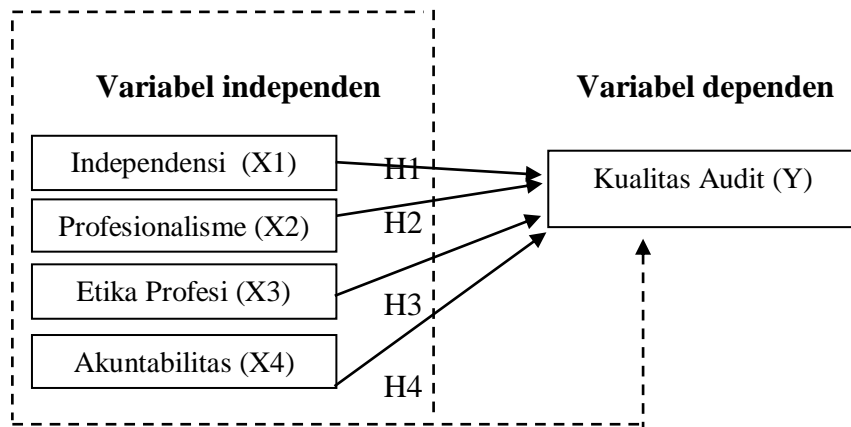 Variabel independen
Variabel dependen
Independensi (X1)
H1
Kualitas Audit (Y)
Profesionalisme (X2)
H2
Etika Profesi (X3)
H3
Akuntabilitas (X4)
H4